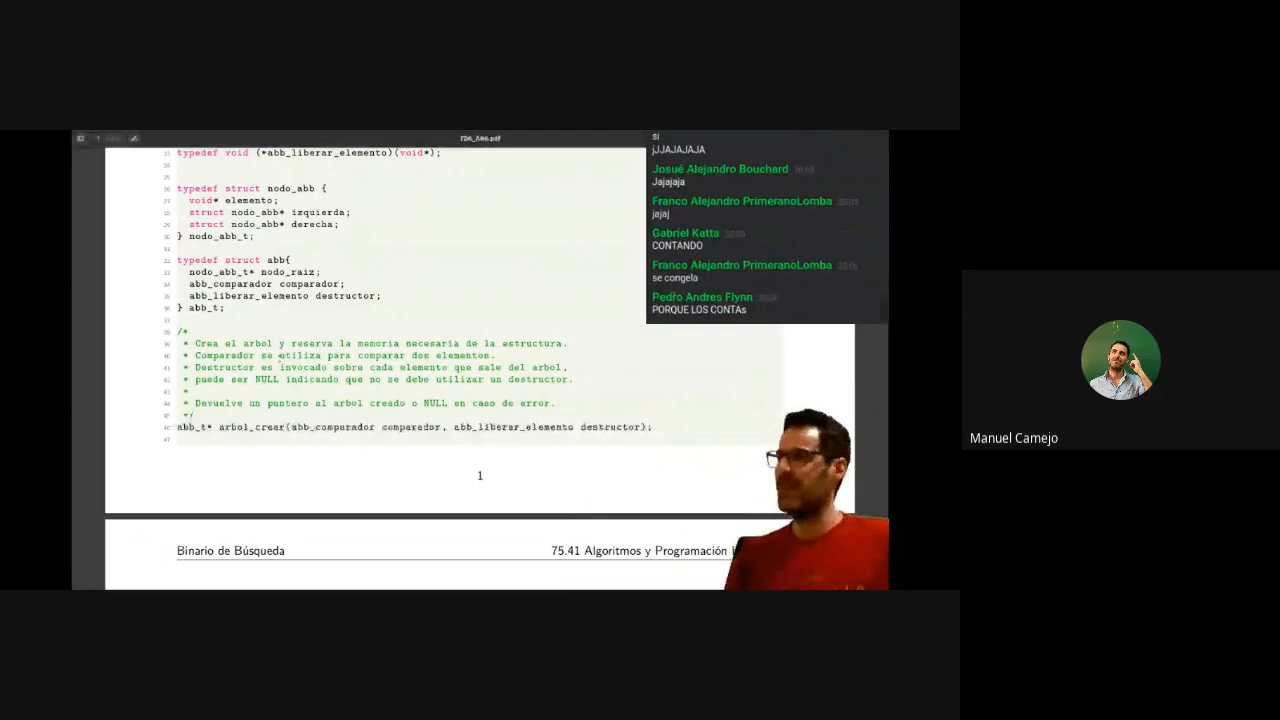 TDA_ABB.pdf
typedef void (*abb_liberar_elemento)(void*);
typedef struct nodo_abb {
void* elemento;
struct nodo_abb* izquierda;
struct nodo_abb* derecha;
} nodo_abb_t;
typedef struct abb{
nodo_abb_t* nodo_raiz;
abb_comparador comparador;
abb_liberar_elemento destructor;
} abb_t;
/*
* Crea el arbol y reserva la memoria necesaria de la estructura.
* Comparador se utiliza para comparar dos elementos.
* Destructor es invocado sobre cada elemento que sale del arbol,
* puede ser NULL indicando que no se debe utilizar un destructor.
*
* Devuelve un puntero al arbol creado o NULL en caso de error.
*/
abb_t* arbol_crear(abb_comparador comparador, abb_liberar_elemento destructor);
1
Binario de Búsqueda
75.41 Algoritmos y Programación
si
jJJAJAJAJA
Josué Alejandro Bouchard
Jajajaja
Franco Alejandro PrimeranoLomba
jajaj
Gabriel Katta
CONTANDO
Franco Alejandro PrimeranoLomba
se congela
Pedro Andres Flynn
PORQUE LOS CONTAs
Manuel Camejo